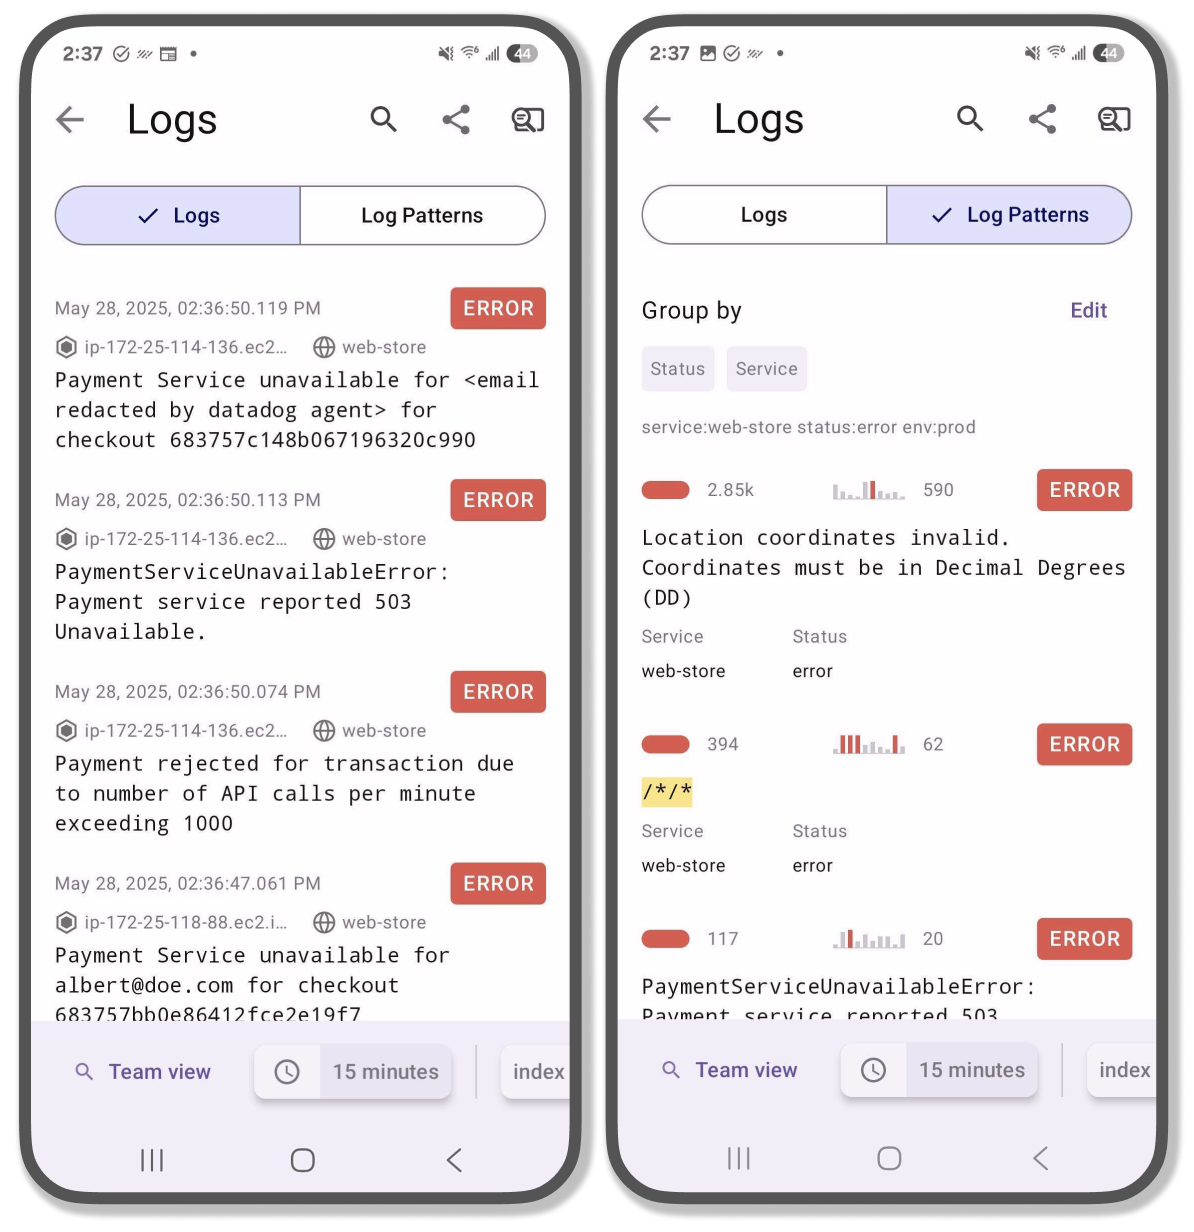 2:37
44
Logs
Logs
Log Patterns
May 28, 2025, 02:36:50.119 PM
ERROR
ip-172-25-114-136.ec2...
web-store
Payment Service unavailable for <email
redacted by datadog agent> for
checkout 683757c148b067196320c990
May 28, 2025, 02:36:50.113 PM
ERROR
ip-172-25-114-136.ec2...
web-store
PaymentServiceUnavailableError:
Payment service reported 503
Unavailable.
May 28, 2025, 02:36:50.074 PM
ERROR
ip-172-25-114-136.ec2...
web-store
Payment rejected for transaction due
to number of API calls per minute
exceeding 1000
May 28, 2025, 02:36:47.061 PM
ERROR
ip-172-25-118-88.ec2.i...
web-store
Payment Service unavailable for
albert@doe.com for checkout
683757bb0e86412fce2e19f7
Team view
15 minutes
index
2:37
44
Logs
Logs
Log Patterns
Group by
Edit
Status
Service
service:web-store status:error env:prod
2.85k
590
ERROR
Location coordinates invalid.
Coordinates must be in Decimal Degrees
(DD)
Service
Status
web-store
error
394
62
ERROR
/*/*
Service
Status
web-store
error
117
20
ERROR
PaymentServiceUnavailableError:
Payment service reported 503
Team view
15 minutes
index